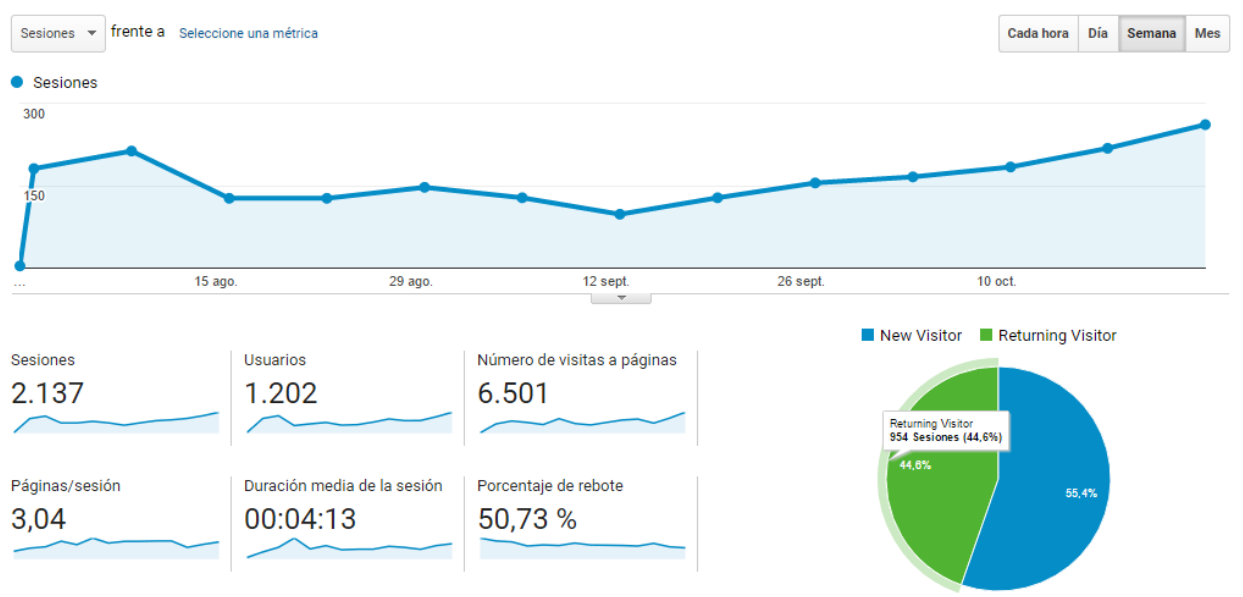 Sesiones frente a Seleccione una métrica Cada hora Día Semana Mes
Sesiones
300
150
... 15 ago. 29 ago. 12 sept. 26 sept. 10 oct.
New Visitor Returning Visitor
Sesiones Usuarios Número de visitas a páginas
2.137 1.202 6.501
Returning Visitor
954 Sesiones (44,6%)
44,6%
55,4%
Páginas/sesión Duración media de la sesión Porcentaje de rebote
3,04 00:04:13 50,73 %